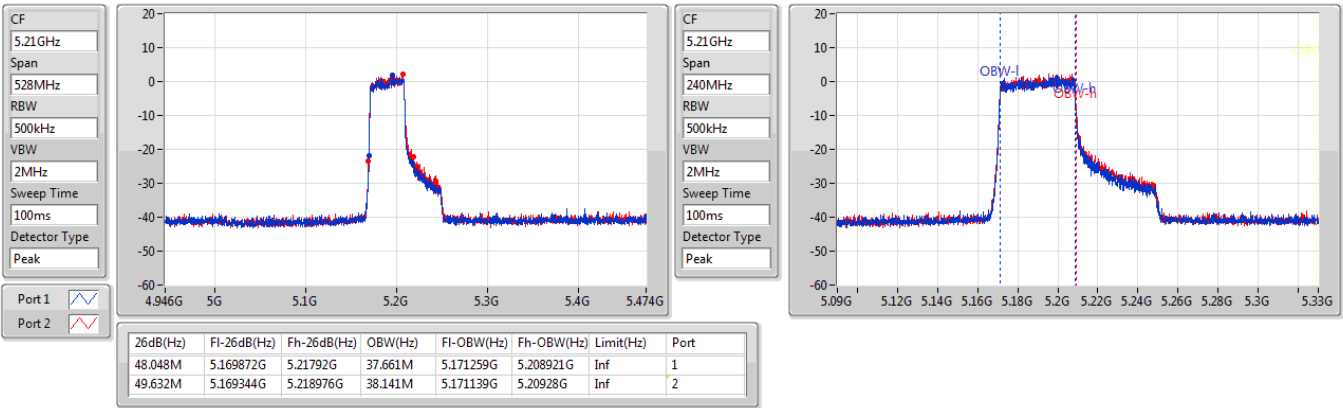 CF
5.21GHz
Span
528MHz
RBW
500kHz
VBW
2MHz
Sweep Time
100ms
Detector Type
Peak
Port 1
Port 2
20
10
0
-10
-20
-30
-40
-50
-60
4.946G 5G 5.1G 5.2G 5.3G 5.4G 5.474G
CF
5.21GHz
Span
240MHz
RBW
500kHz
VBW
2MHz
Sweep Time
100ms
Detector Type
Peak
20
10
0
-10
-20
-30
-40
-50
-60
OBW-l
OBW-h
5.09G 5.12G 5.14G 5.16G 5.18G 5.2G 5.22G 5.24G 5.26G 5.28G 5.3G 5.33G
26dB(Hz) Fl-26dB(Hz) Fh-26dB(Hz) OBW(Hz) Fl-OBW(Hz) Fh-OBW(Hz) Limit(Hz) Port
48.048M 5.169872G 5.21792G 37.661M 5.171259G 5.208921G Inf 1
49.632M 5.169344G 5.218976G 38.141M 5.171139G 5.20928G Inf 2